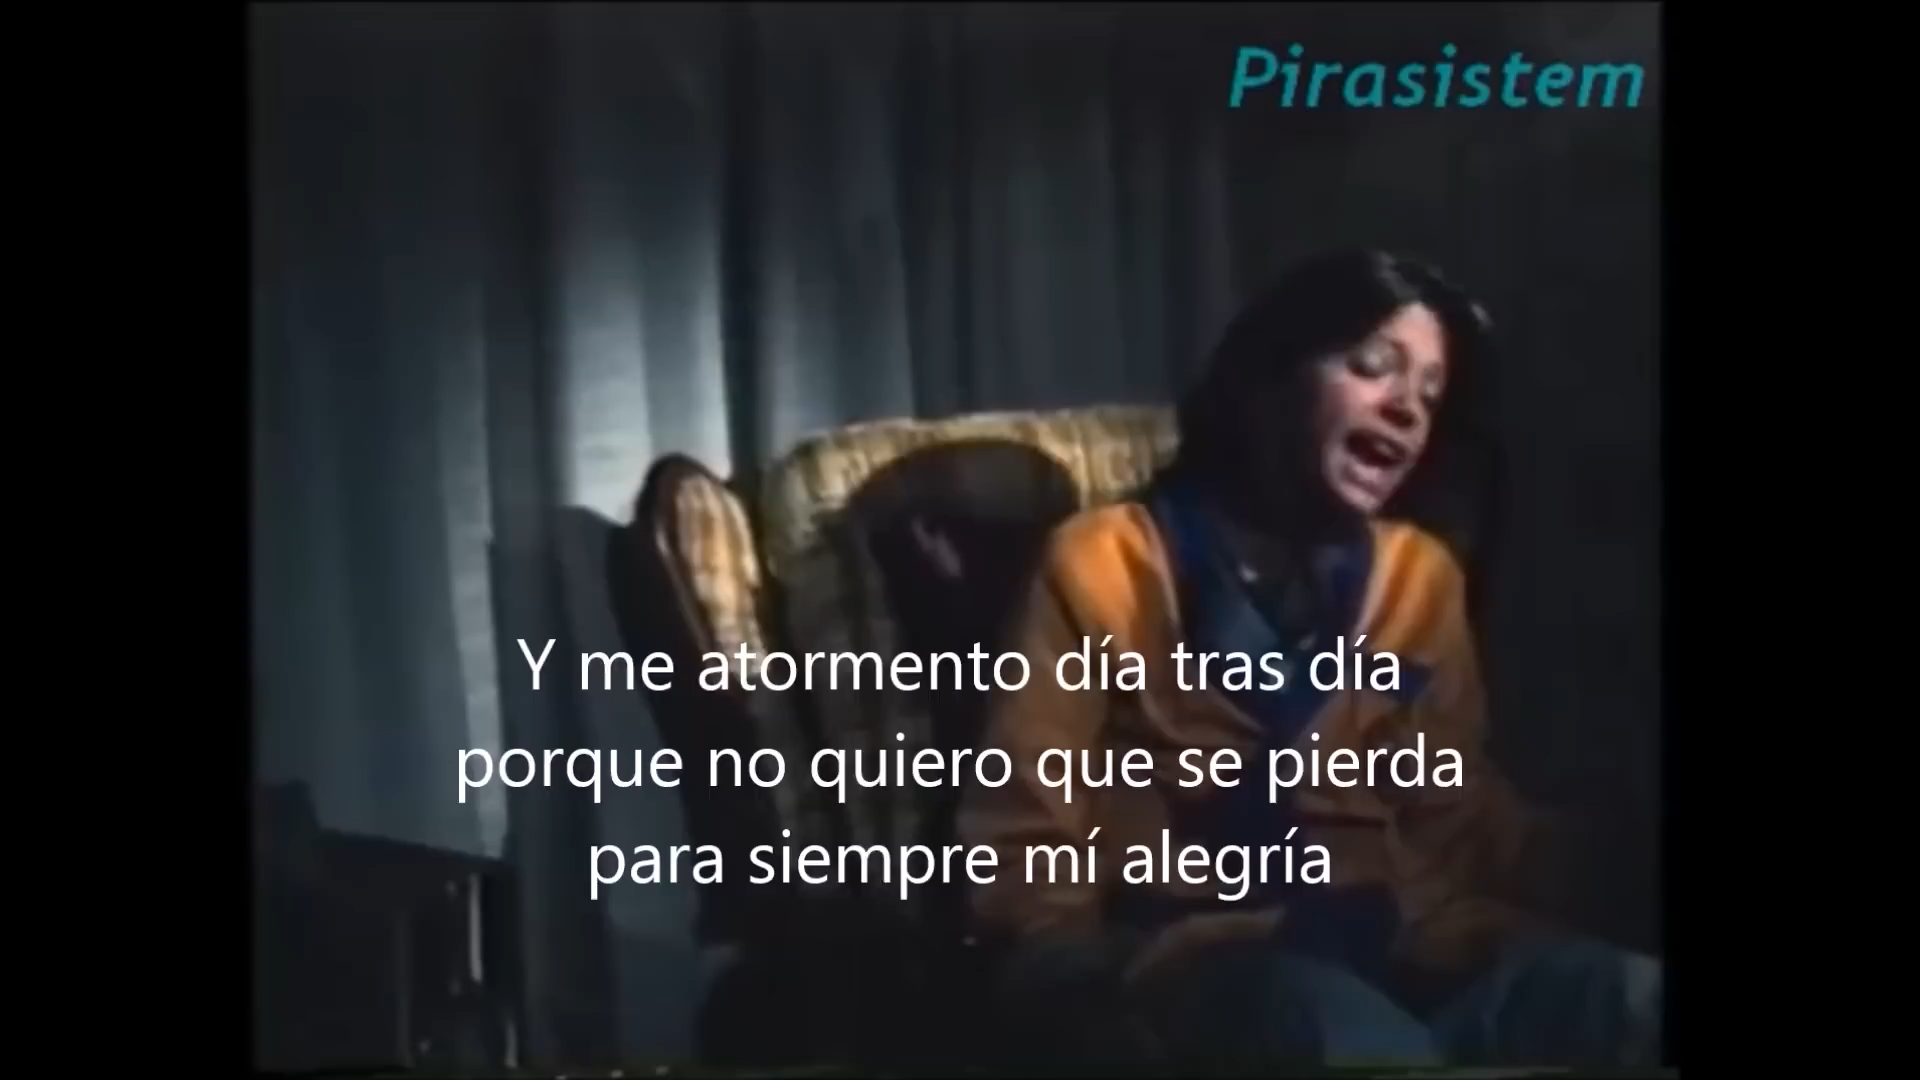 Pirasistem
Y me atormento día tras día
porque no quiero que se pierda
para siempre mí alegría